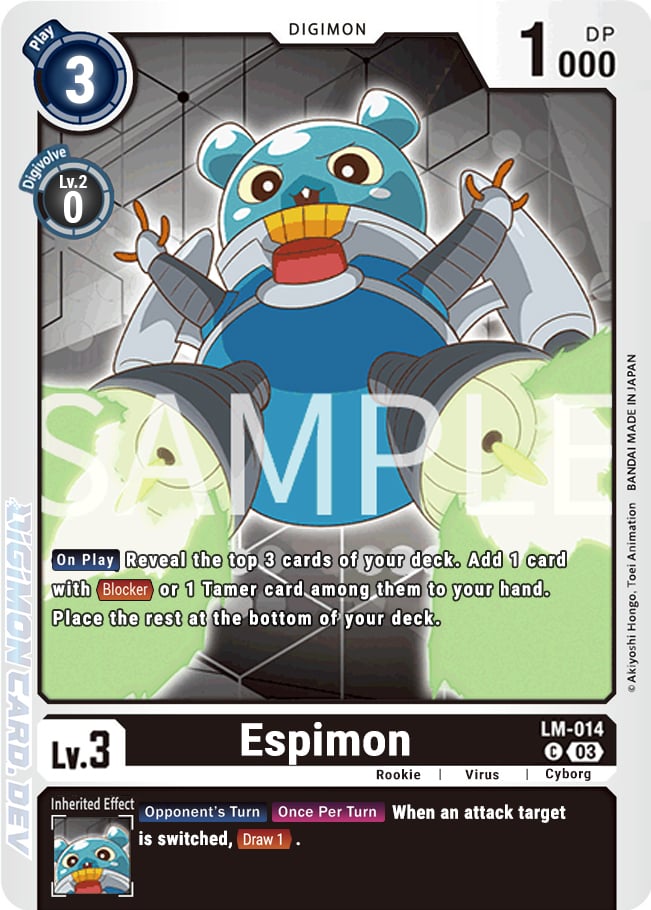 DIGIMON
Play
3
1000
DP
Digivolve
Lv.2
0
SAMPLE
On Play Reveal the top 3 cards of your deck. Add 1 card
with Blocker or 1 Tamer card among them to your hand.
Place the rest at the bottom of your deck.
© Akiyoshi Hongo, Toei Animation BANDAI MADE IN JAPAN
DIGIMONCARD.DEV
Lv.3
Espimon
LM-014
C 03
Rookie | Virus | Cyborg
Inherited Effect
Opponent's Turn Once Per Turn When an attack target
is switched, Draw 1 .